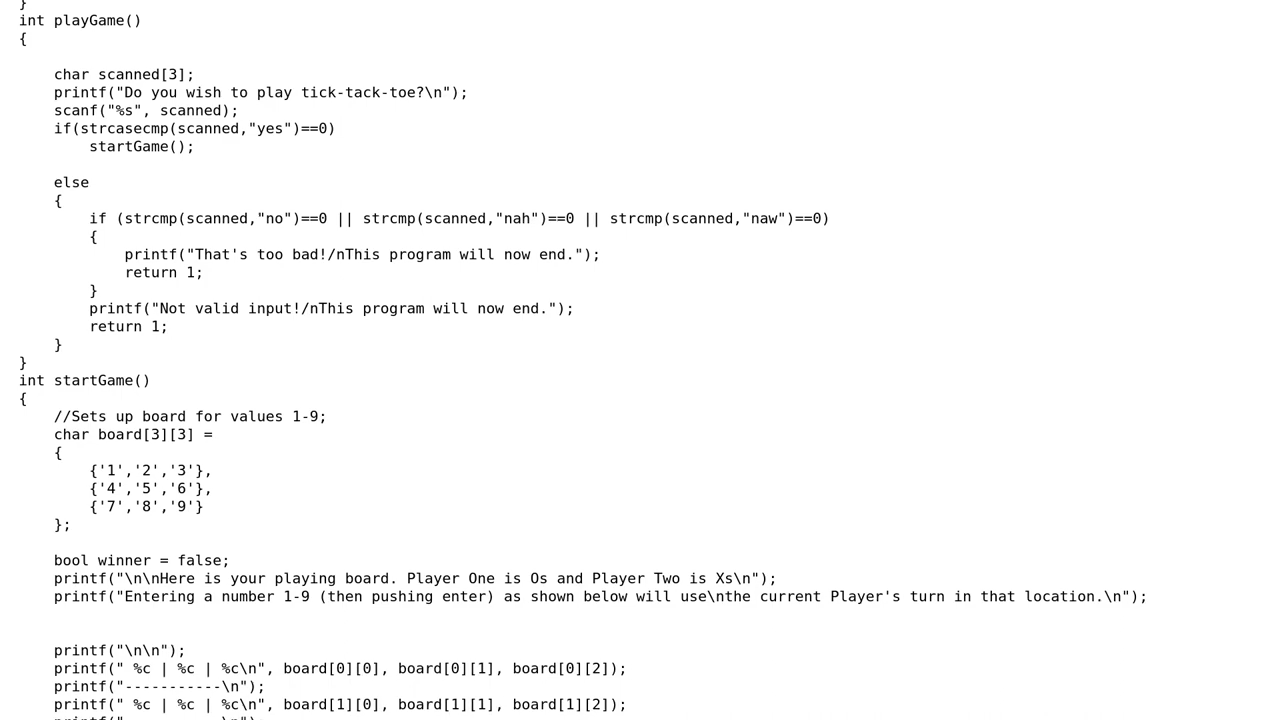 }
int playGame()
{
    char scanned[3];
    printf("Do you wish to play tick-tack-toe?\n");
    scanf("%s", scanned);
    if(strcasecmp(scanned,"yes")==0)
        startGame();
    else
    {
        if (strcmp(scanned,"no")==0 || strcmp(scanned,"nah")==0 || strcmp(scanned,"naw")==0)
        {
            printf("That's too bad!/nThis program will now end.");
            return 1;
        }
        printf("Not valid input!/nThis program will now end.");
        return 1;
    }
}
int startGame()
{
    //Sets up board for values 1-9;
    char board[3][3] =
    {
        {'1','2','3'},
        {'4','5','6'},
        {'7','8','9'}
    };
    bool winner = false;
    printf("\n\nHere is your playing board. Player One is Os and Player Two is Xs\n");
    printf("Entering a number 1-9 (then pushing enter) as shown below will use\nthe current Player's turn in that location.\n");
    printf("\n\n");
    printf(" %c | %c | %c\n", board[0][0], board[0][1], board[0][2]);
    printf("-----------\n");
    printf(" %c | %c | %c\n", board[1][0], board[1][1], board[1][2]);